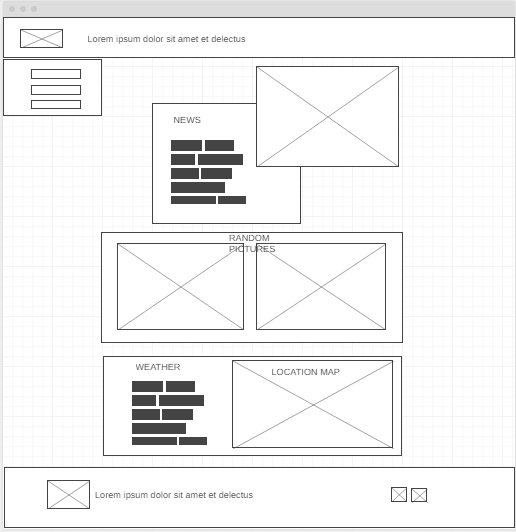 Lorem ipsum dolor sit amet et delectus
NEWS
RANDOM
PICTURES
WEATHER
LOCATION MAP
Lorem ipsum dolor sit amet et delectus